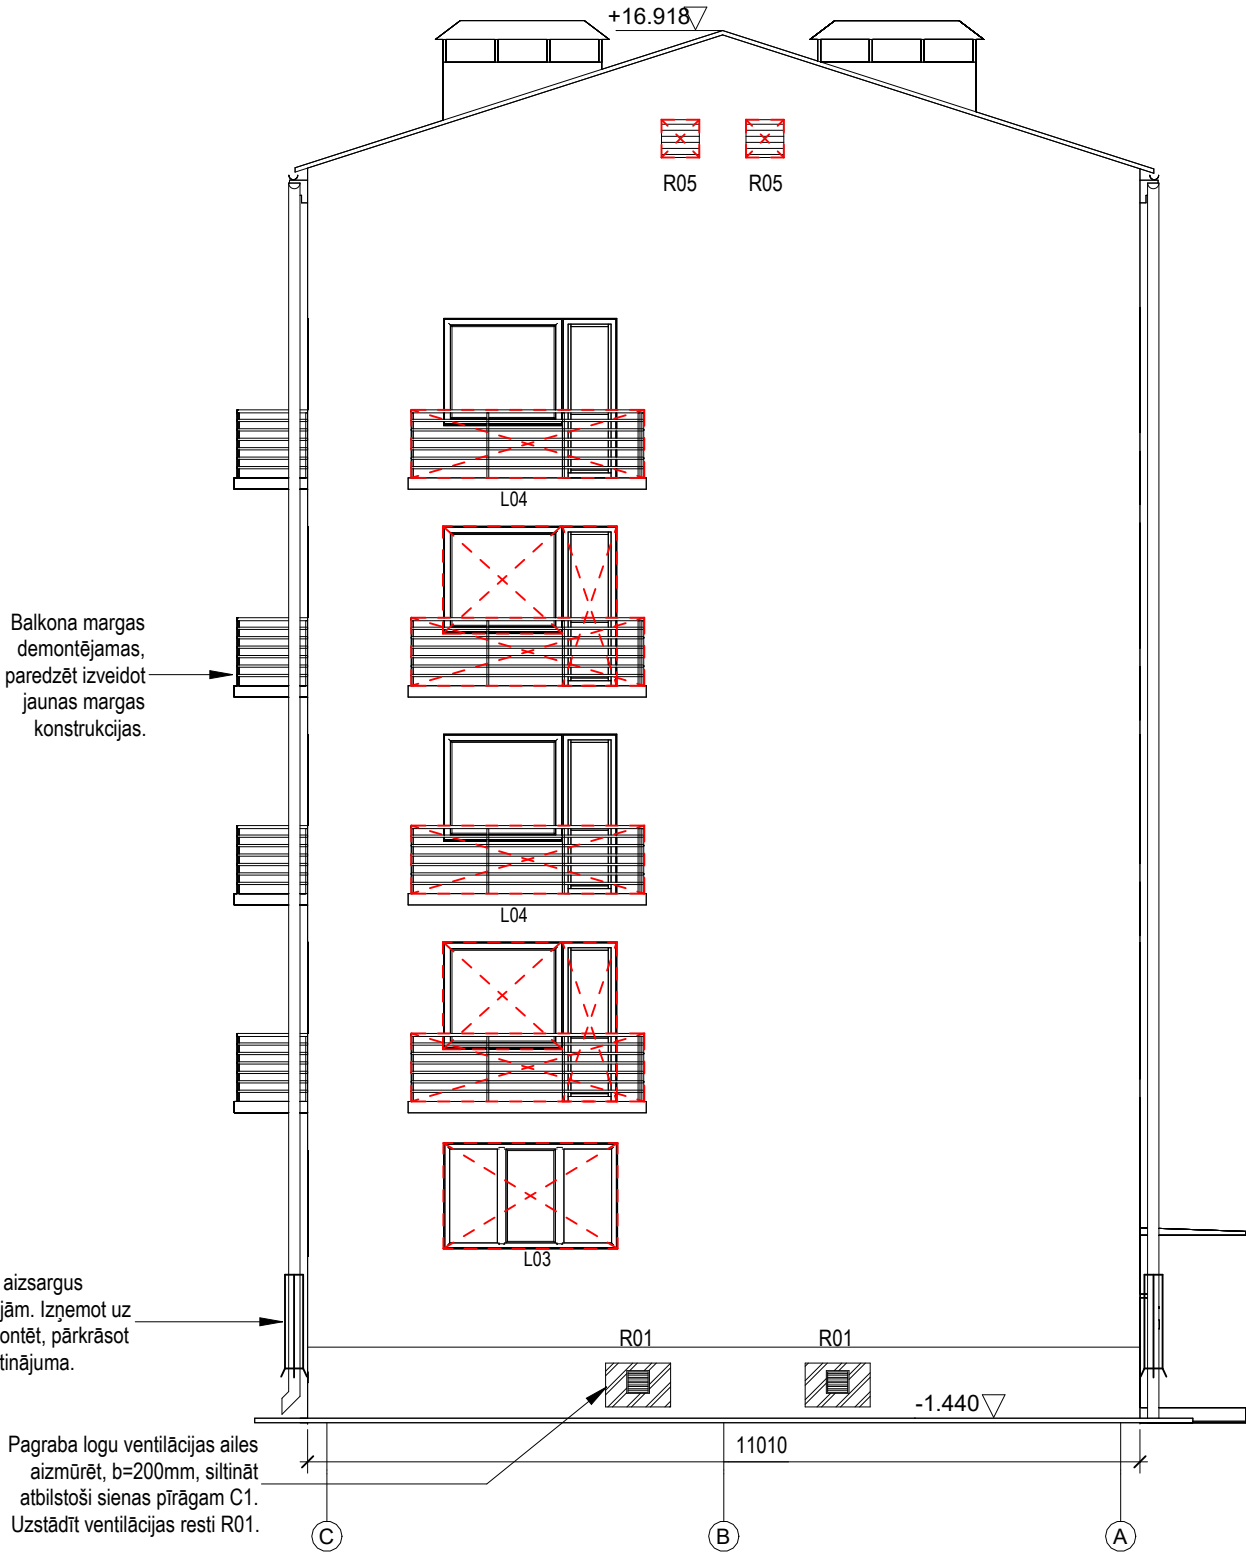 +16.918
R05 R05
L04
Balkona margas
demontējamas,
paredzēt izveidot
jaunas margas
konstrukcijas.
L04
L03
aizsargus
jām. Izņemot uz
ontēt, pārkrāsot
tinājuma.
R01 R01
-1.440
Pagraba logu ventilācijas ailes
aizmūrēt, b=200mm, siltināt
atbilstoši sienas pīrāgam C1.
Uzstādīt ventilācijas resti R01.
11010
C B A